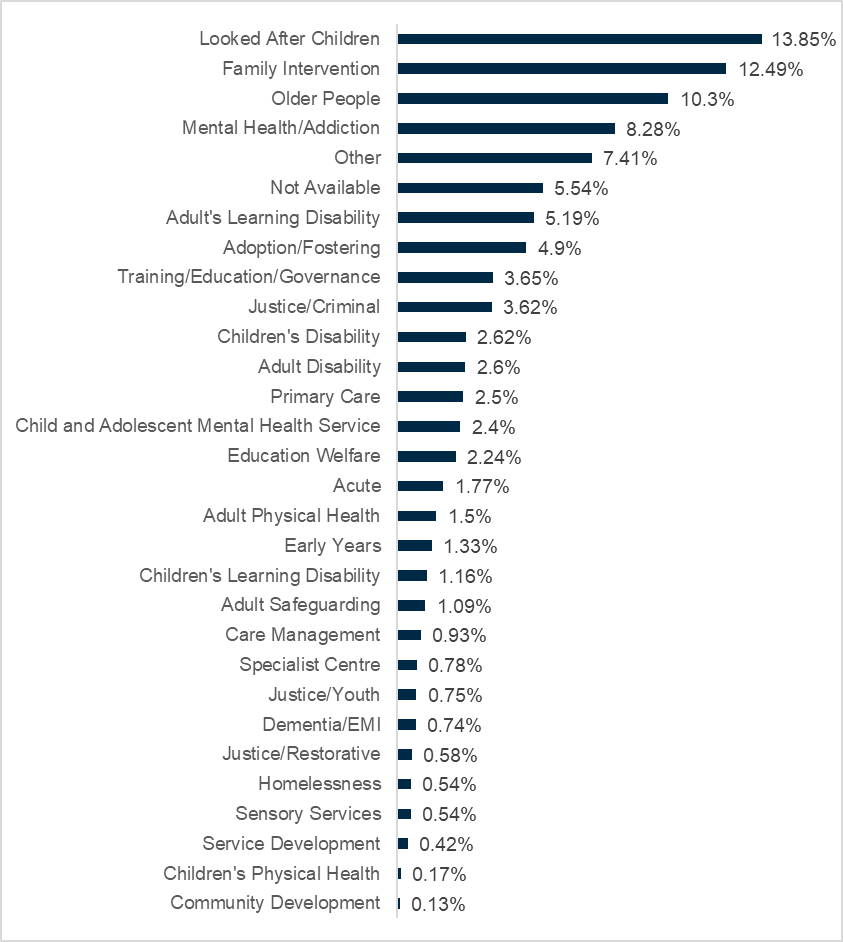 Looked After Children 13.85%
Family Intervention 12.49%
Older People 10.3%
Mental Health/Addiction 8.28%
Other 7.41%
Not Available 5.54%
Adult's Learning Disability 5.19%
Adoption/Fostering 4.9%
Training/Education/Governance 3.65%
Justice/Criminal 3.62%
Children's Disability 2.62%
Adult Disability 2.6%
Primary Care 2.5%
Child and Adolescent Mental Health Service 2.4%
Education Welfare 2.24%
Acute 1.77%
Adult Physical Health 1.5%
Early Years 1.33%
Children's Learning Disability 1.16%
Adult Safeguarding 1.09%
Care Management 0.93%
Specialist Centre 0.78%
Justice/Youth 0.75%
Dementia/EMI 0.74%
Justice/Restorative 0.58%
Homelessness 0.54%
Sensory Services 0.54%
Service Development 0.42%
Children's Physical Health 0.17%
Community Development 0.13%